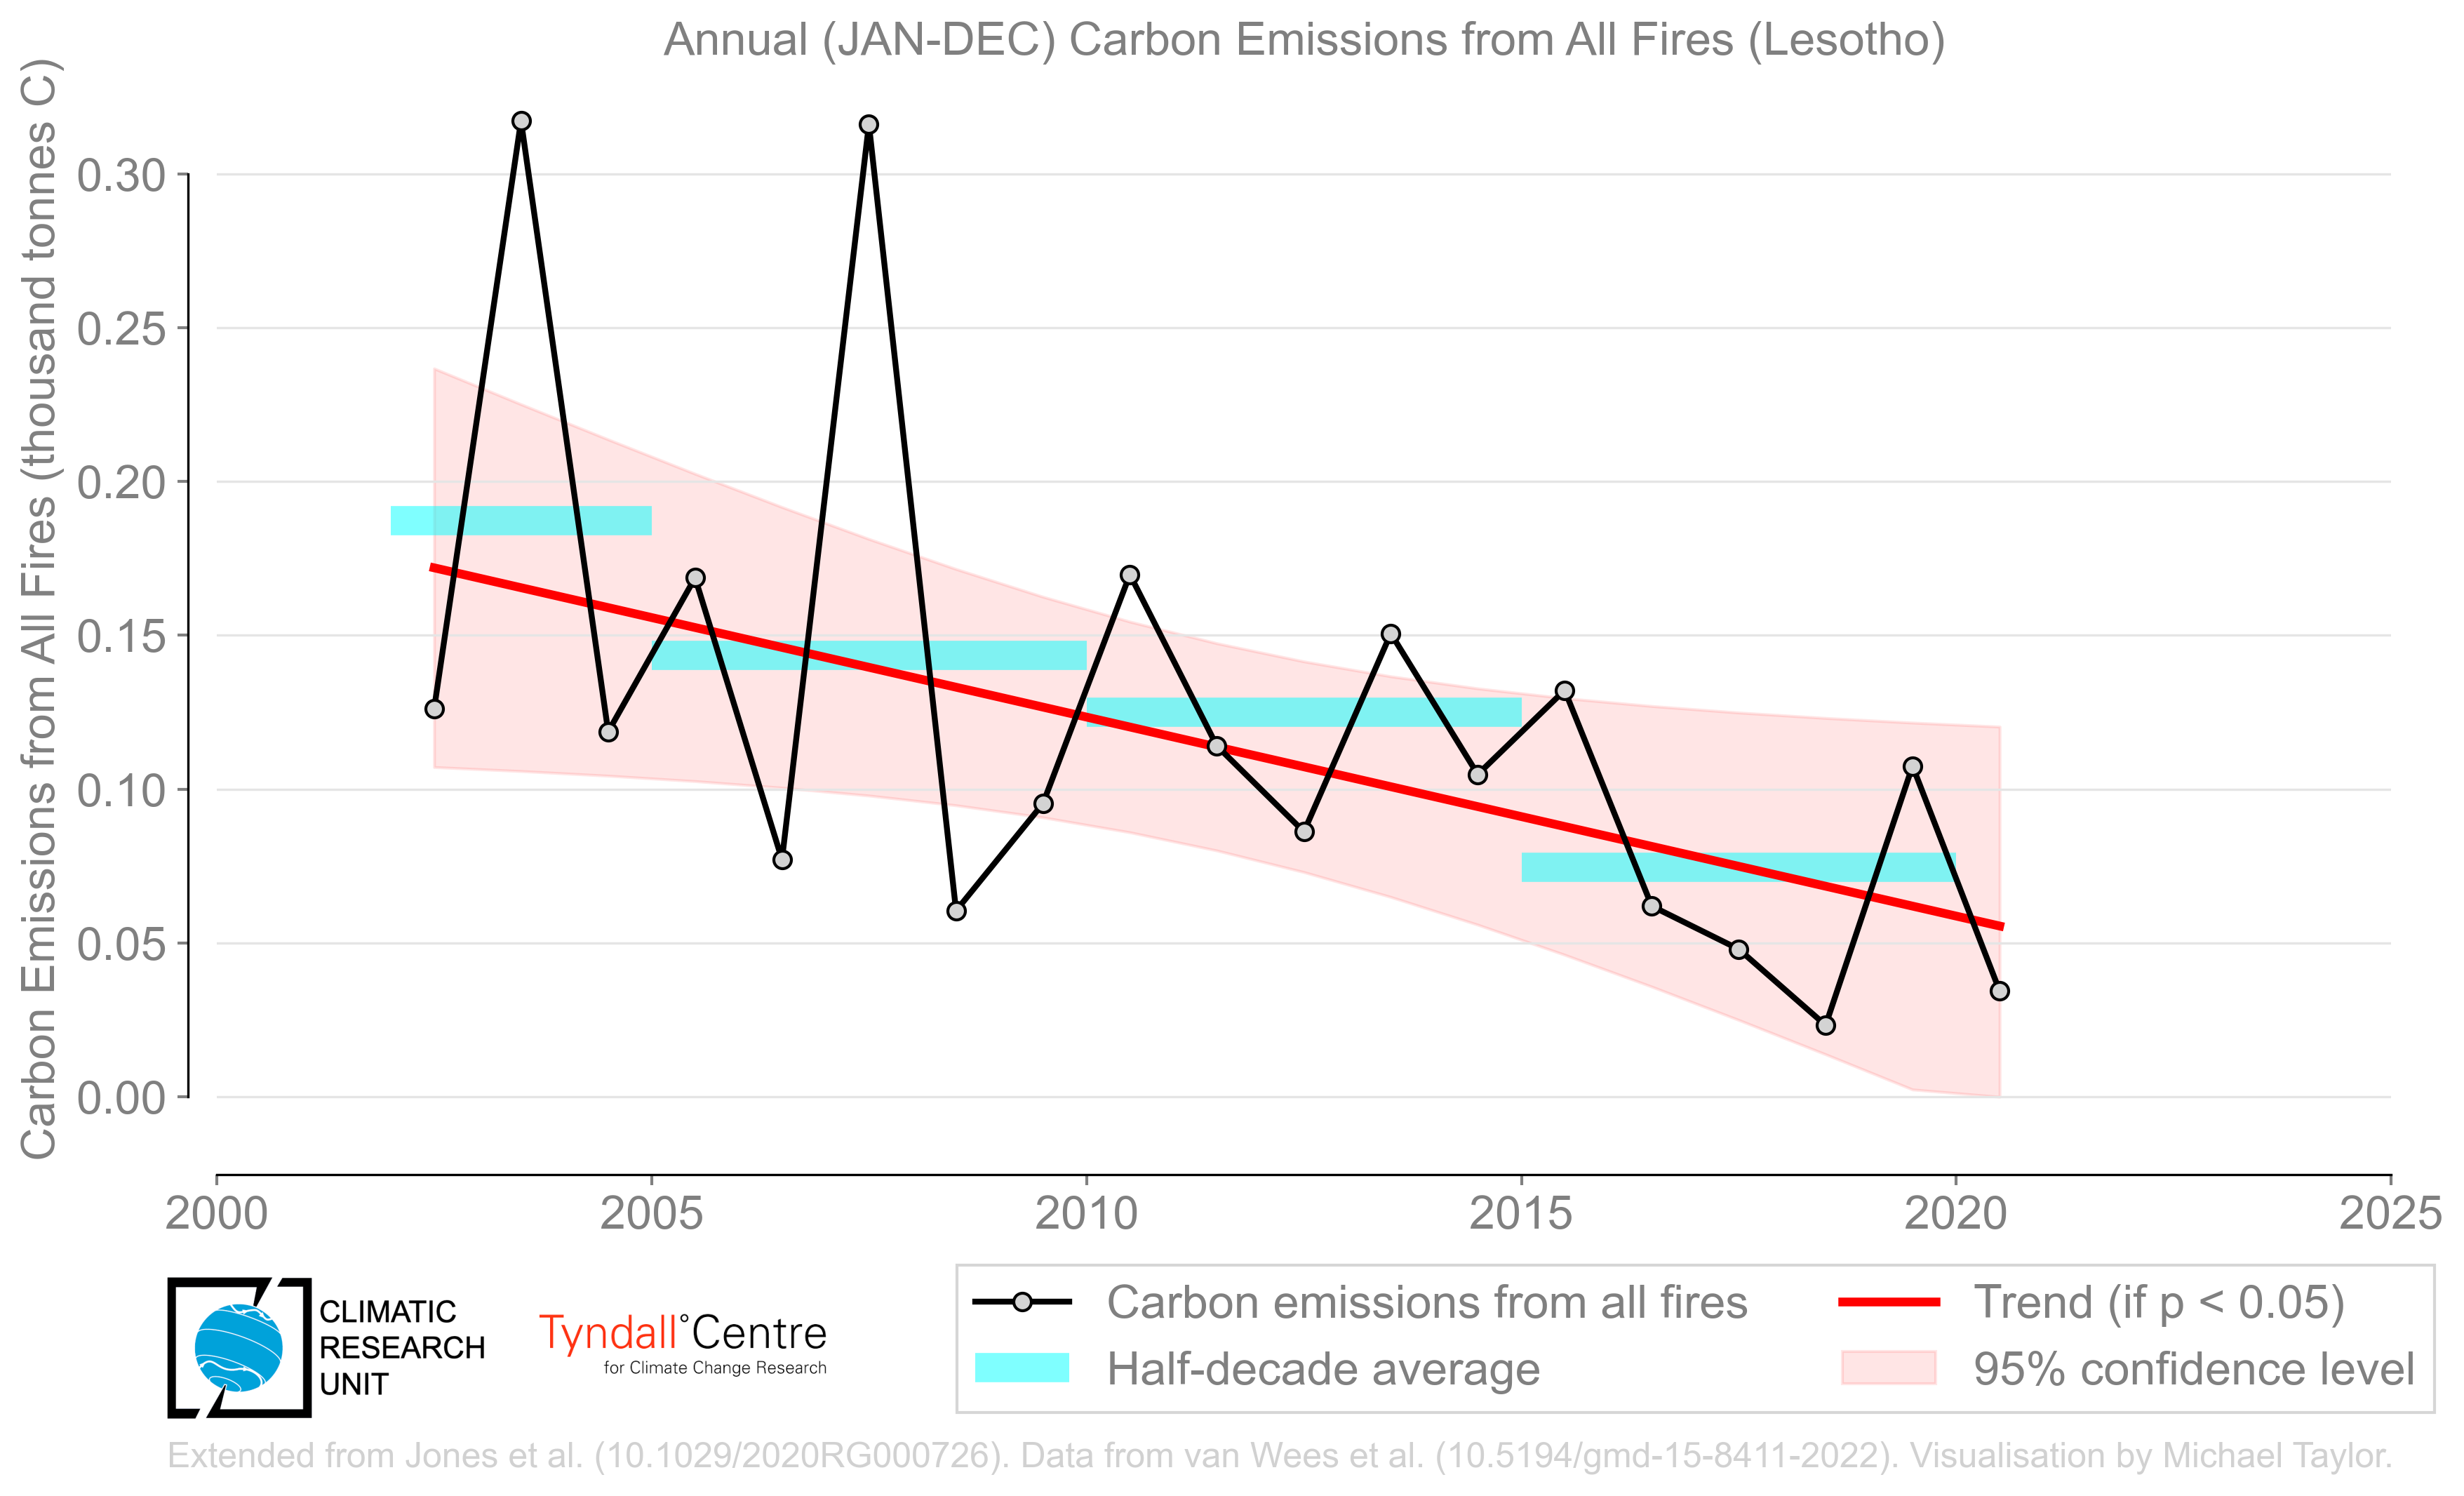 Annual (JAN-DEC) Carbon Emissions from All Fires (Lesotho)
Carbon Emissions from All Fires (thousand tonnes C)
0.30
0.25
0.20
0.15
0.10
0.05
0.00
2000
2005
2010
2015
2020
2025
CLIMATIC
RESEARCH
UNIT
Tyndall°Centre
for Climate Change Research
Carbon emissions from all fires
Half-decade average
Trend (if p < 0.05)
95% confidence level
Extended from Jones et al. (10.1029/2020RG000726). Data from van Wees et al. (10.5194/gmd-15-8411-2022). Visualisation by Michael Taylor.